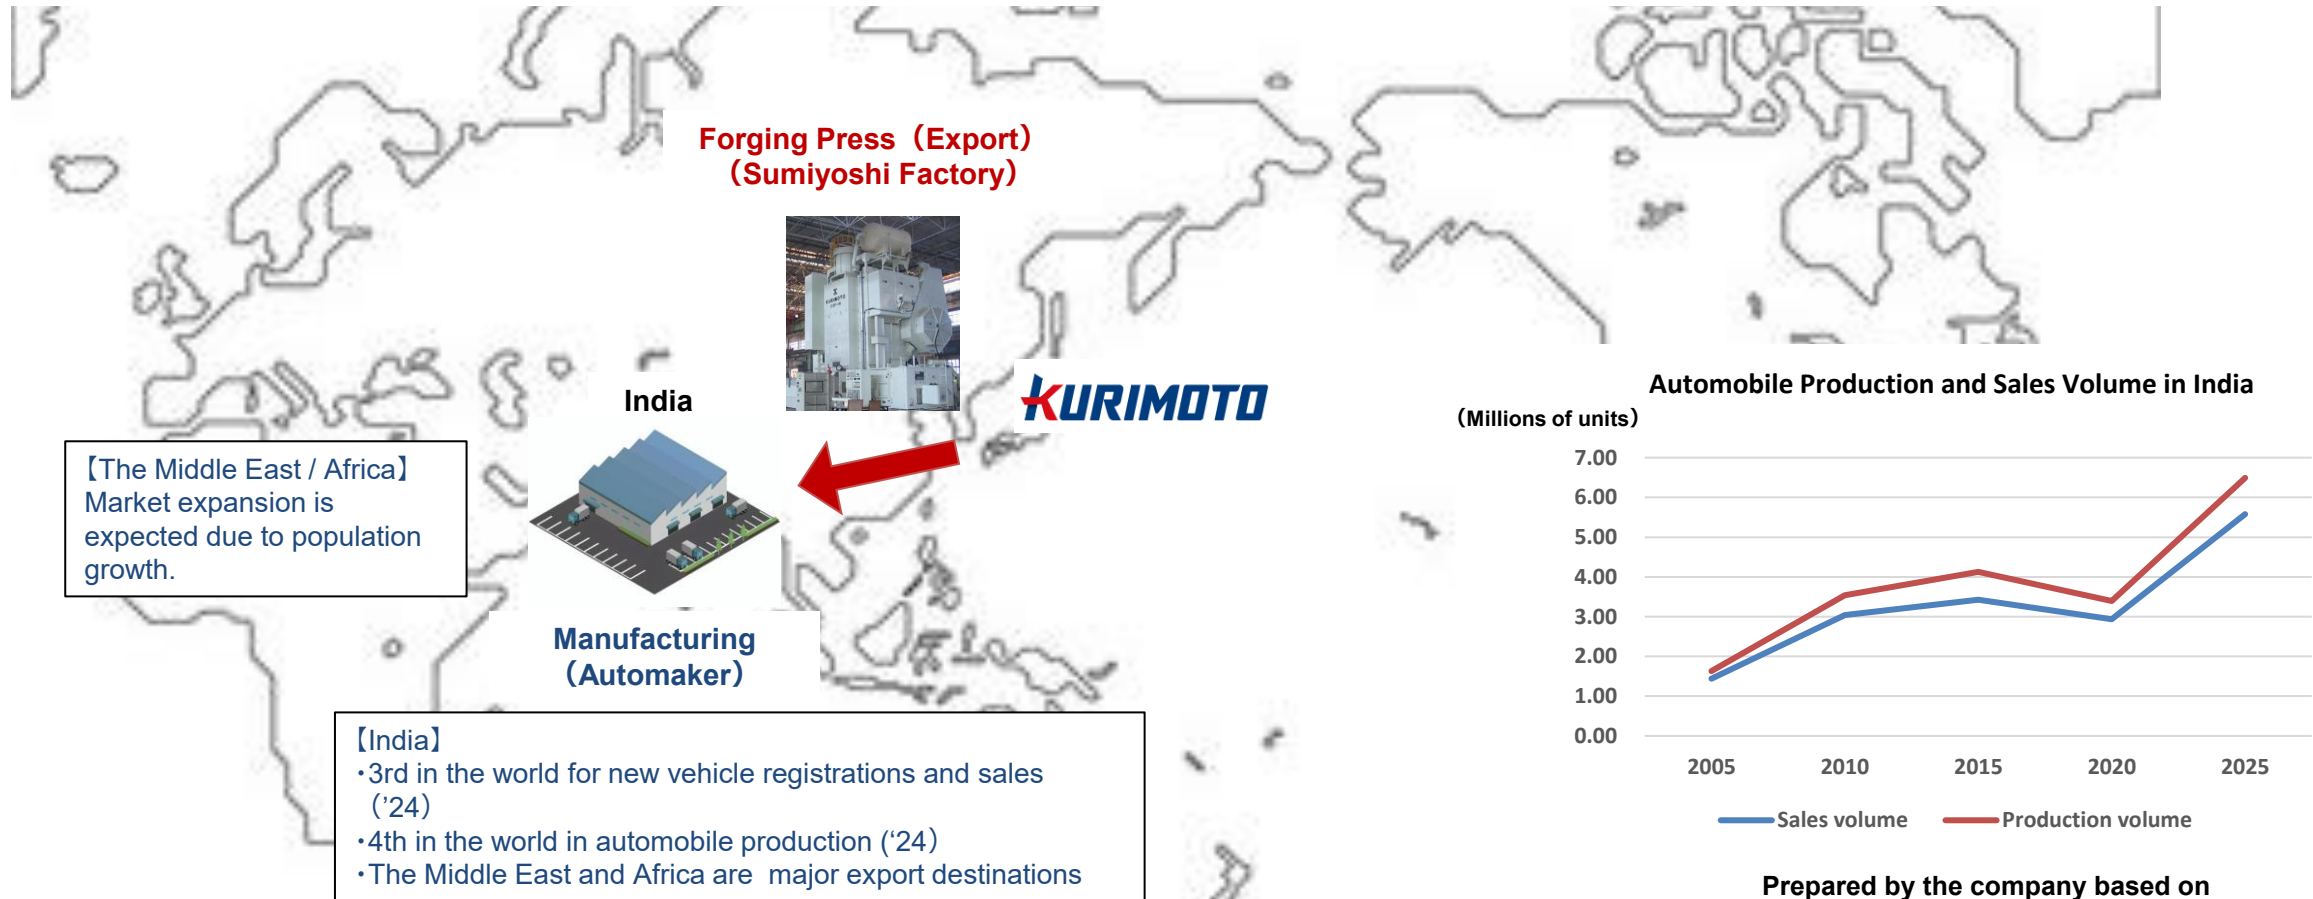 Forging Press（Export）
（Sumiyoshi Factory）
KURIMOTO
KURIMOTO
India
【The Middle East / Africa】
Market expansion is
expected due to population
growth.
Manufacturing
（Automaker）
【India】
・3rd in the world for new vehicle registrations and sales
（’24）
・4th in the world in automobile production (‘24）
・The Middle East and Africa are  major export destinations
Automobile Production and Sales Volume in India
（Millions of units）
7.00
6.00
5.00
4.00
3.00
2.00
1.00
0.00
2005 2010 2015 2020 2025
Sales volume Production volume
Prepared by the company based on